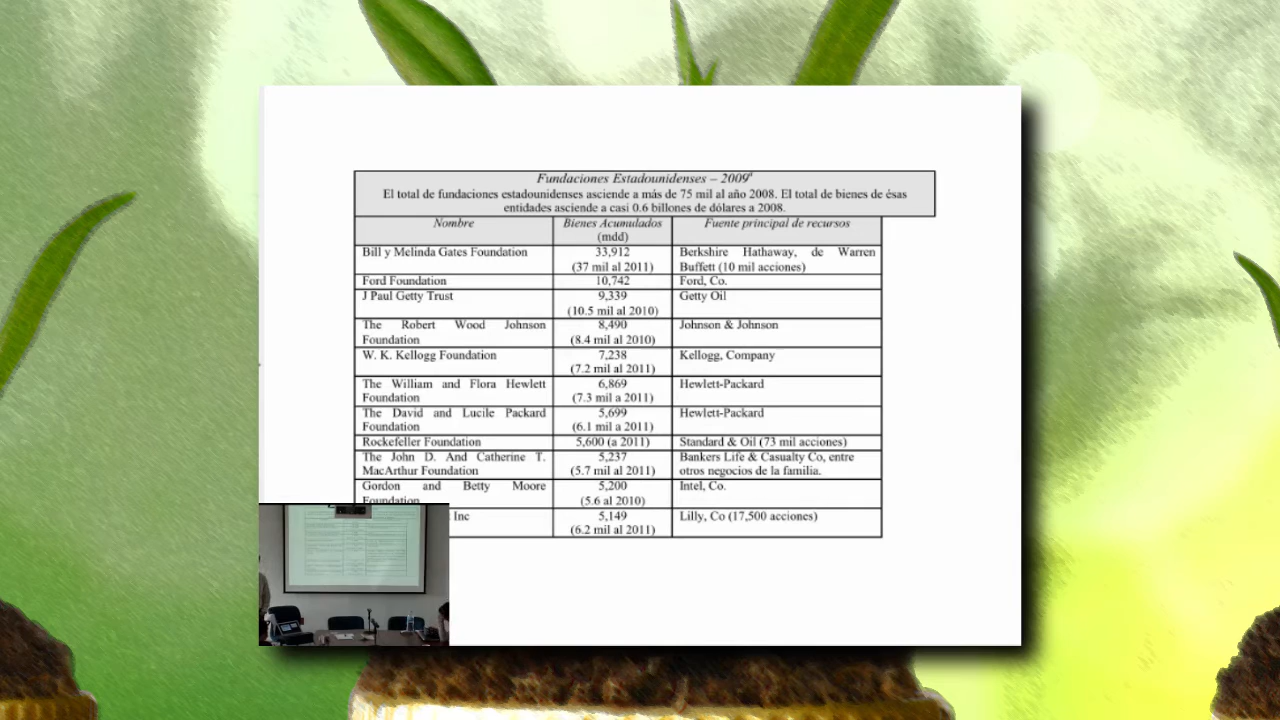 Fundaciones Estadounidenses – 2009
El total de fundaciones estadounidenses asciende a más de 75 mil al año 2008. El total de bienes de ésas
entidades asciende a casi 0.6 billones de dólares a 2008.
Nombre
Bienes Acumulados
(mdd)
Fuente principal de recursos
Bill y Melinda Gates Foundation
33,912
(37 mil al 2011)
Berkshire Hathaway, de Warren
Buffett (10 mil acciones)
Ford Foundation
10,742
Ford, Co.
J Paul Getty Trust
9,339
(10.5 mil al 2010)
Getty Oil
The Robert Wood Johnson
Foundation
8,490
(8.4 mil al 2010)
Johnson & Johnson
W. K. Kellogg Foundation
7,238
(7.2 mil al 2011)
Kellogg, Company
The William and Flora Hewlett
Foundation
6,869
(7.3 mil a 2011)
Hewlett-Packard
The David and Lucile Packard
Foundation
5,699
(6.1 mil a 2011)
Hewlett-Packard
Rockefeller Foundation
5,600 (a 2011)
Standard & Oil (73 mil acciones)
The John D. And Catherine T.
MacArthur Foundation
5,237
(5.7 mil al 2011)
Bankers Life & Casualty Co, entre
otros negocios de la familia.
Gordon and Betty Moore
Foundation
5,200
(5.6 al 2010)
Intel, Co.
Inc
5,149
(6.2 mil al 2011)
Lilly, Co (17,500 acciones)